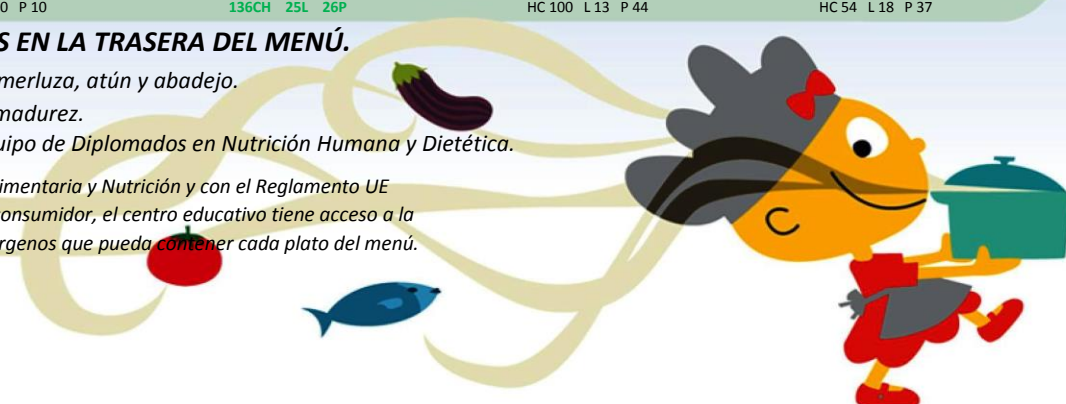 0 P 10 136CH 25L 26P HC 100 L 13 P 44 HC 54 L 18 P 37
S EN LA TRASERA DEL MENÚ.
merluza, atún y abadejo.
madurez.
uipo de Diplomados en Nutrición Humana y Dietética.
imentaria y Nutrición y con el Reglamento UE
consumidor, el centro educativo tiene acceso a la
rgenos que pueda contener cada plato del menú.